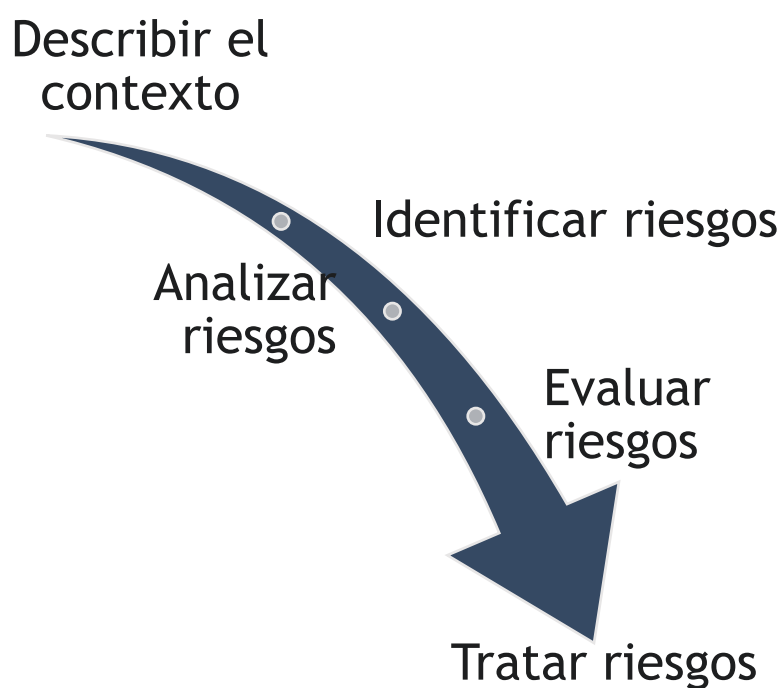 Describir el
contexto
Identificar riesgos
Analizar
riesgos
Evaluar
riesgos
Tratar riesgos